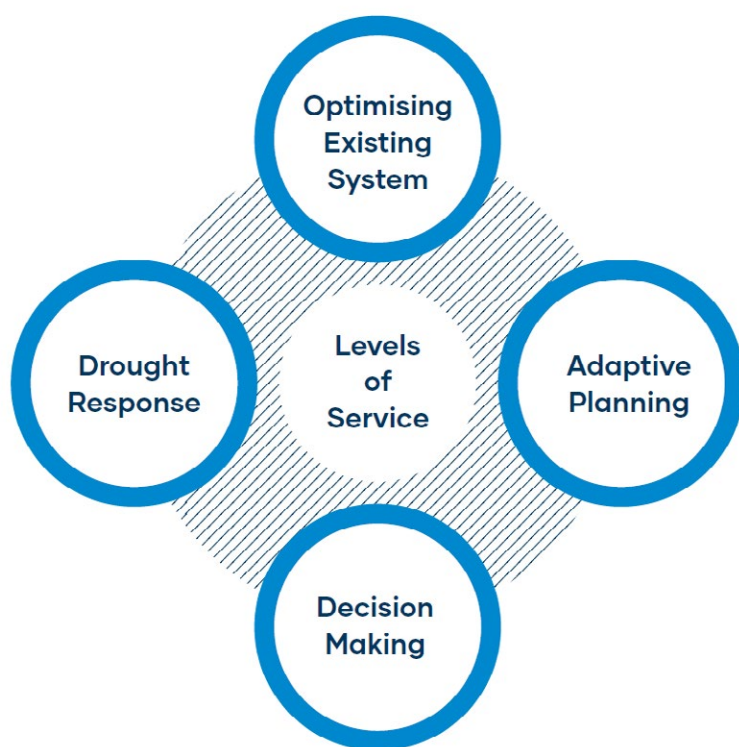 Optimising
Existing
System
Drought
Response
Levels
of
Service
Adaptive
Planning
Decision
Making